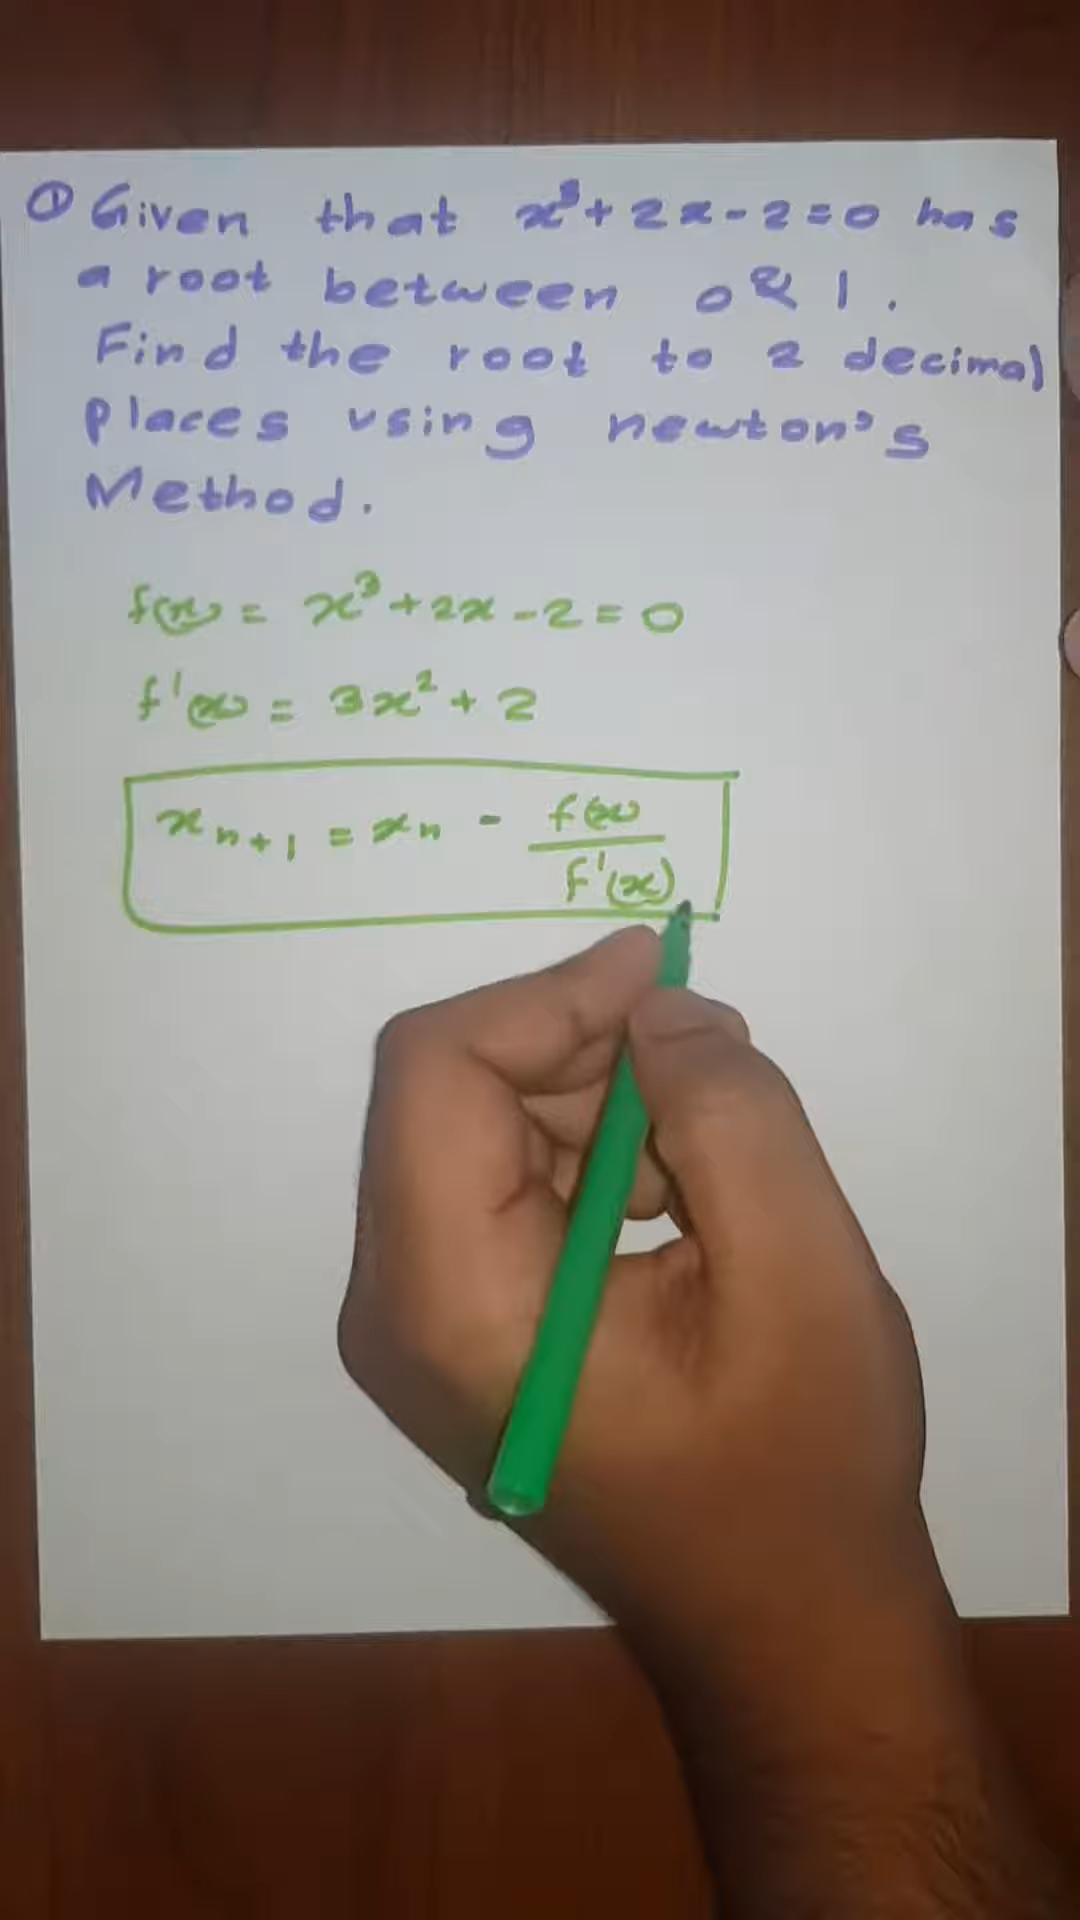 ① Given that x³+2x-2=0 has
a root between 0 & 1.
Find the root to 2 decimal
places using newton's
Method.
f(x) = x³+2x-2=0
f'(x) = 3x²+2
xₙ₊₁ = xₙ - f(x)/f'(x)